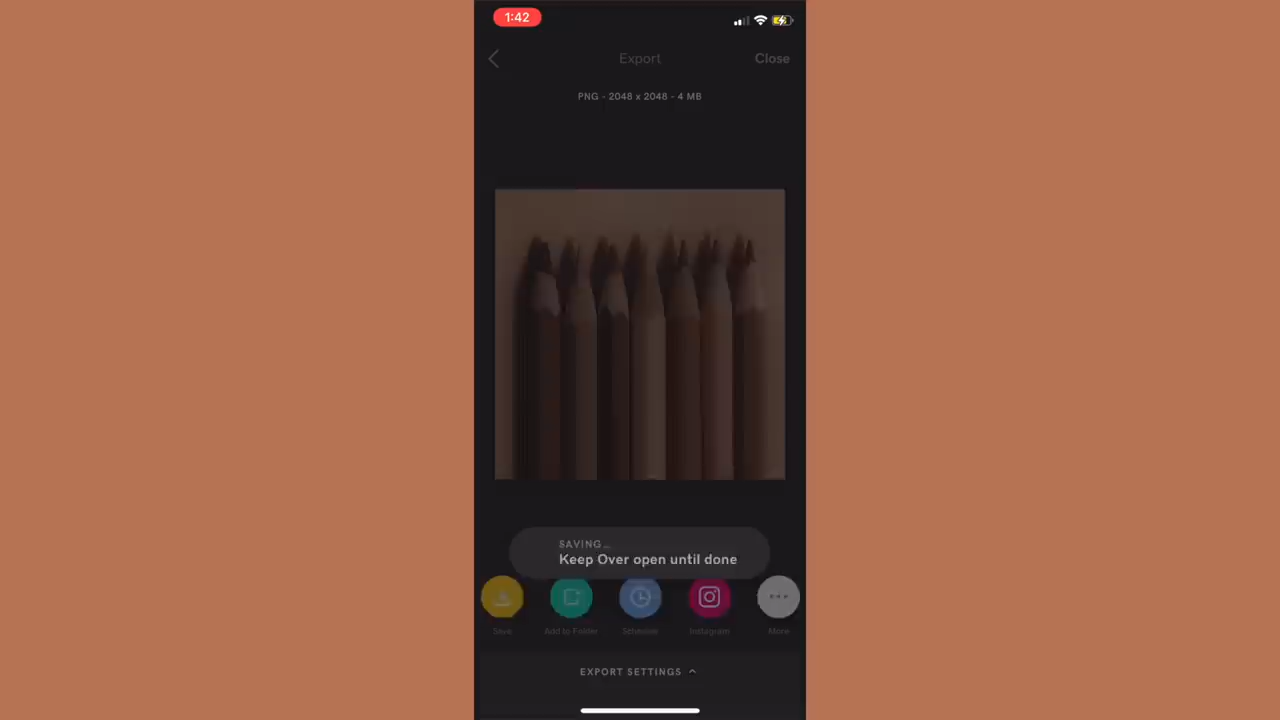 1:42
Export
Close
PNG - 2048 x 2048 - 4 MB
SAVING...
Keep Over open until done
Save
Add to Folder
Schedule
Instagram
More
EXPORT SETTINGS